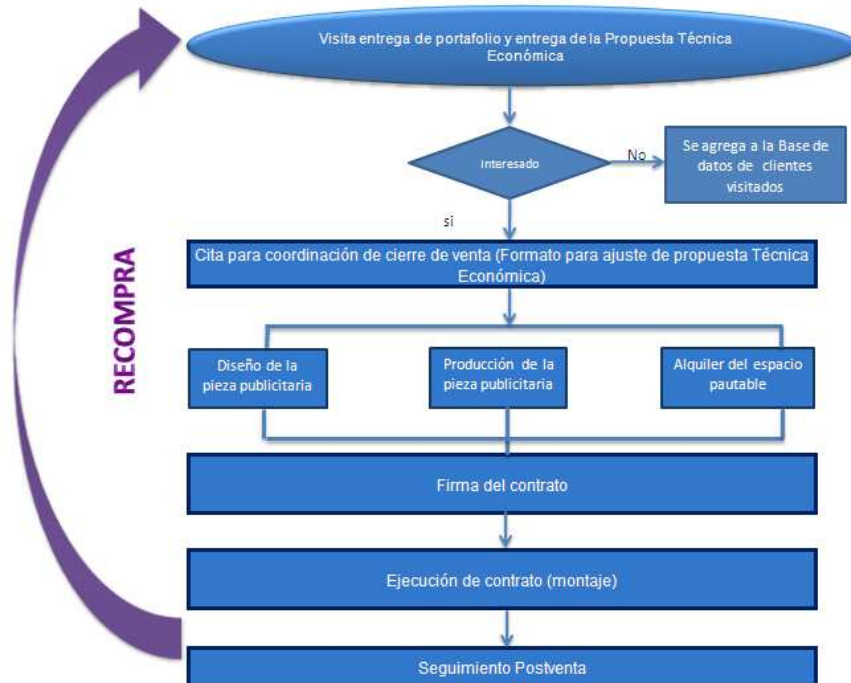 Visita entrega de portafolio y entrega de la Propuesta Técnica
Económica
Interesado
No
Se agrega a la Base de
datos de clientes
visitados
si
Cita para coordinación de cierre de venta (Formato para ajuste de propuesta Técnica
Económica)
RECOMPRA
Diseño de la
pieza publicitaria
Producción de la
pieza publicitaria
Alquiler del espacio
pautable
Firma del contrato
Ejecución de contrato (montaje)
Seguimiento Postventa